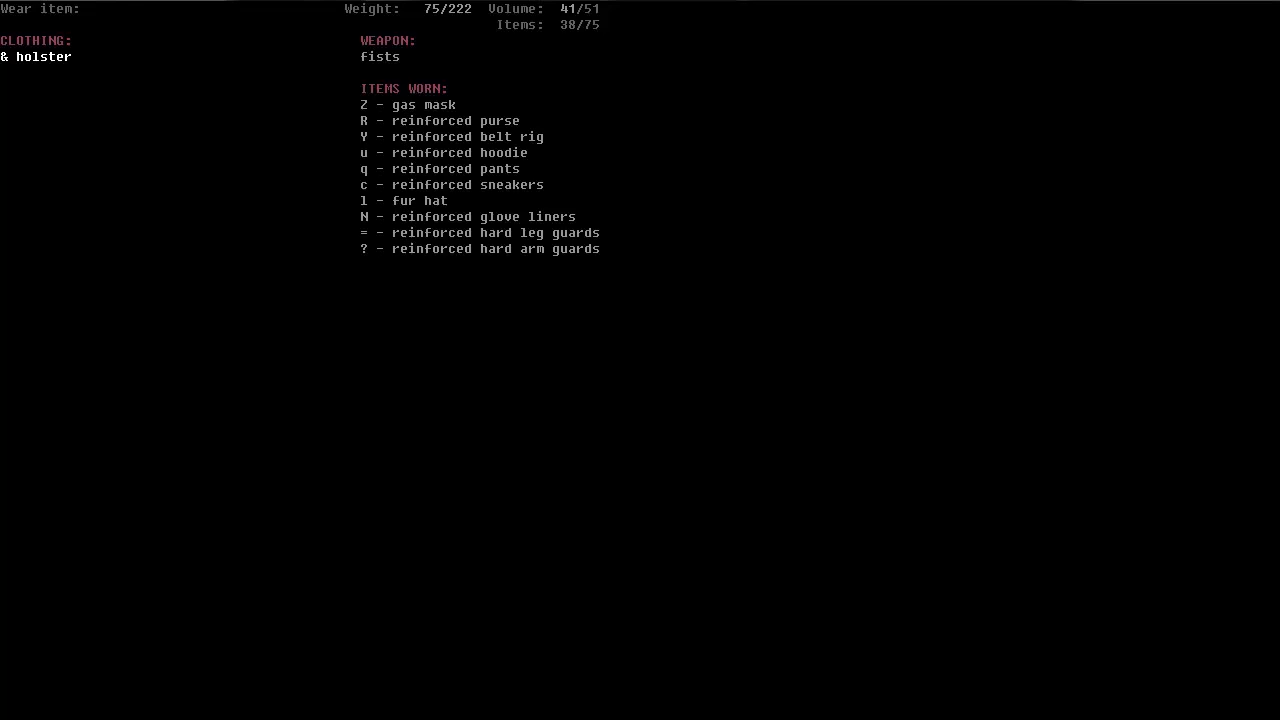 Wear item: Weight: 75/222 Volume: 41/51
Items: 38/75
CLOTHING: WEAPON:
& holster fists
ITEMS WORN:
Z - gas mask
R - reinforced purse
Y - reinforced belt rig
u - reinforced hoodie
q - reinforced pants
c - reinforced sneakers
l - fur hat
N - reinforced glove liners
= - reinforced hard leg guards
? - reinforced hard arm guards